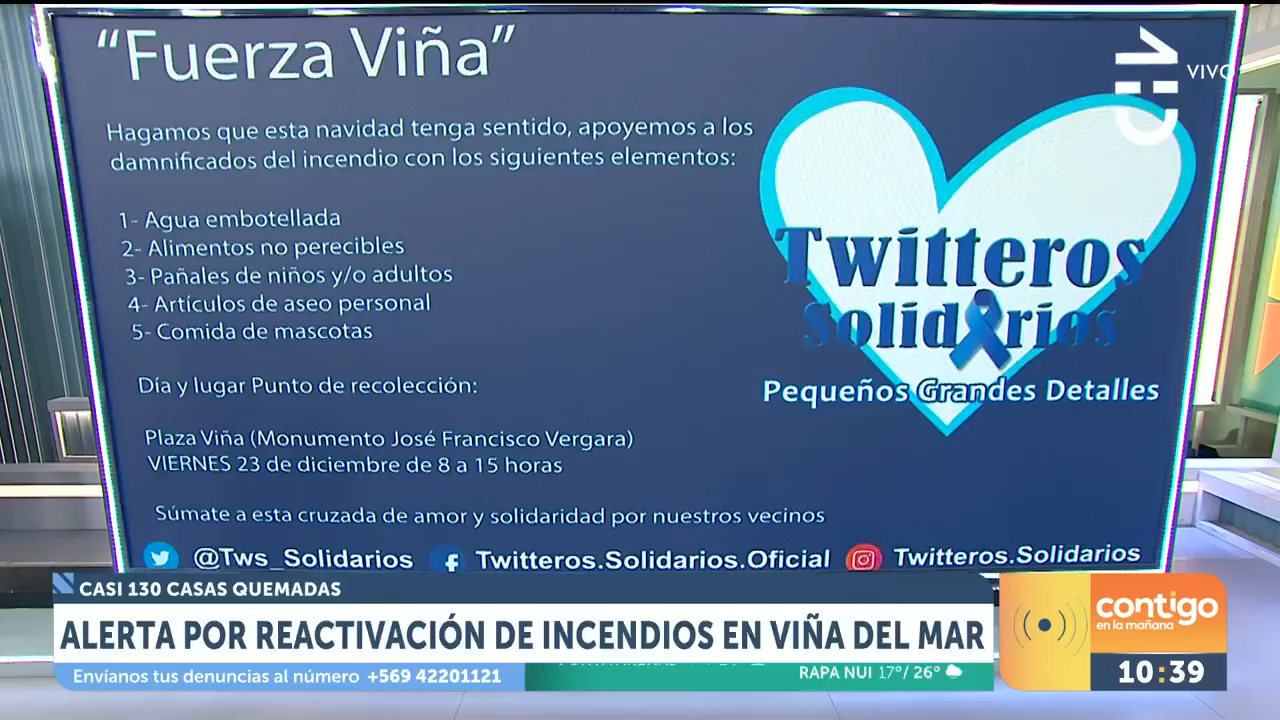 “Fuerza Viña”
Hagamos que esta navidad tenga sentido, apoyemos a los
damnificados del incendio con los siguientes elementos:
1- Agua embotellada
2- Alimentos no perecibles
3- Pañales de niños y/o adultos
4- Artículos de aseo personal
5- Comida de mascotas
Día y lugar Punto de recolección:
Plaza Viña (Monumento José Francisco Vergara)
VIERNES 23 de diciembre de 8 a 15 horas
Súmate a esta cruzada de amor y solidaridad por nuestros vecinos
@Tws_Solidarios
Twitteros.Solidarios.Oficial
Twitteros.Solidarios
Twitteros
Solidarios
Pequeños Grandes Detalles
CHV
VIVO
CASI 130 CASAS QUEMADAS
ALERTA POR REACTIVACIÓN DE INCENDIOS EN VIÑA DEL MAR
Envíanos tus denuncias al número +569 42201121
RAPA NUI 17°/ 26°
contigo
en la mañana
10:39